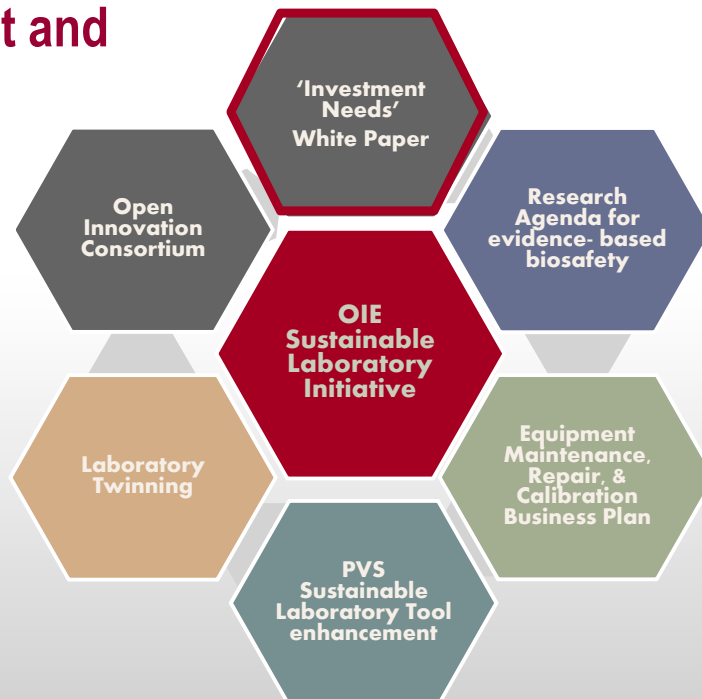 t and
‘Investment
Needs’
White Paper
Open
Innovation
Consortium
Research
Agenda for
evidence- based
biosafety
OIE
Sustainable
Laboratory
Initiative
Laboratory
Twinning
Equipment
Maintenance,
Repair, &
Calibration
Business Plan
PVS
Sustainable
Laboratory Tool
enhancement